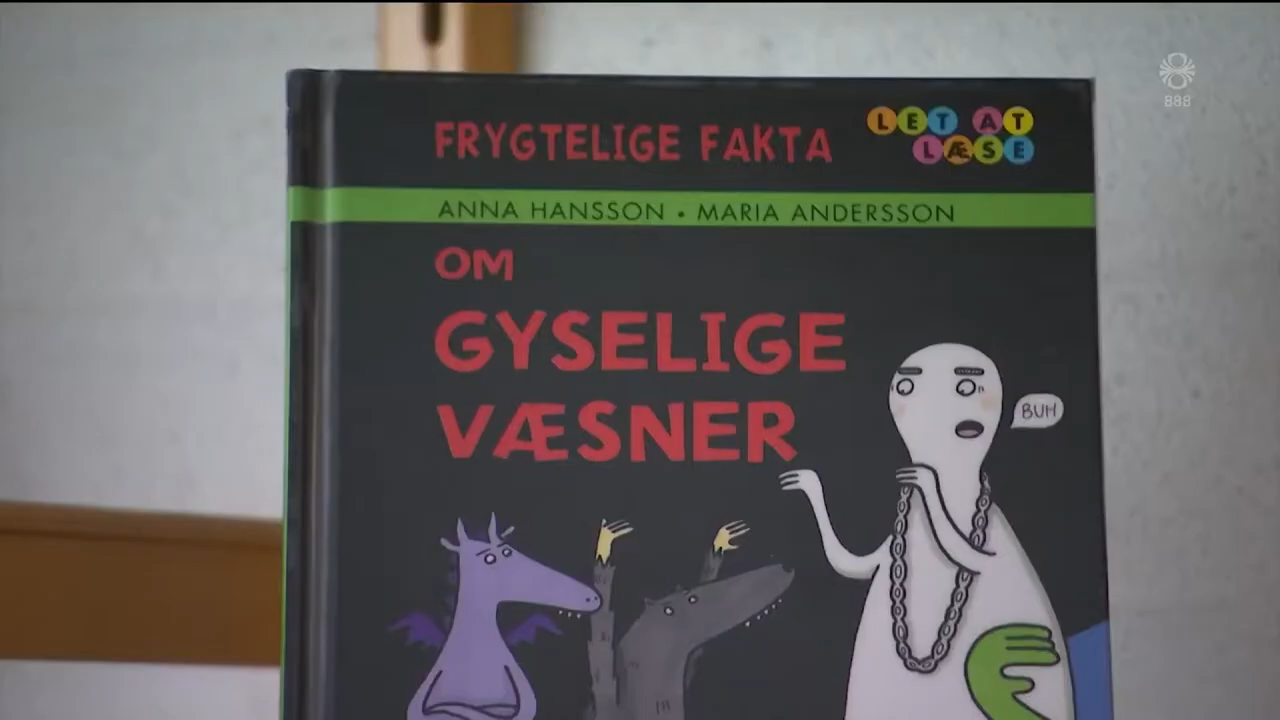 FRYGTELIGE FAKTA
LET AT
LÆSE
ANNA HANSSON • MARIA ANDERSSON
OM
GYSELIGE
VÆSNER
BUH
888